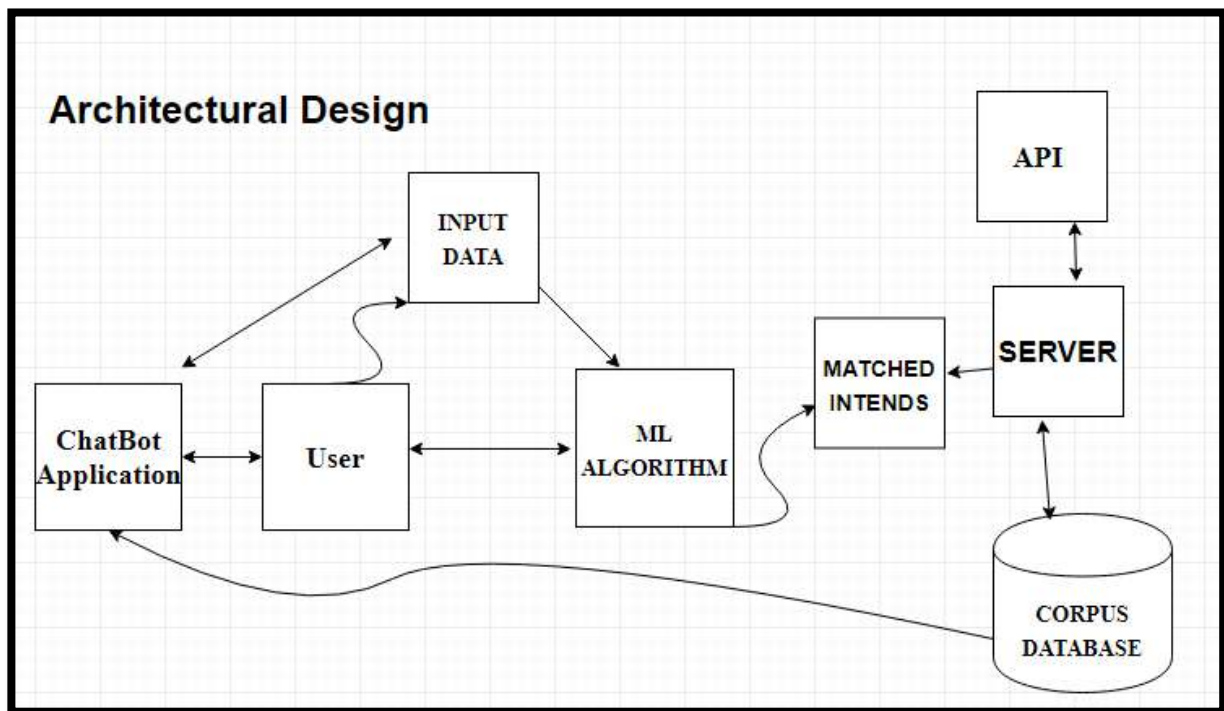 Architectural Design
API
INPUT
DATA
SERVER
MATCHED
INTENDS
ChatBot
Application
User
ML
ALGORITHM
CORPUS
DATABASE